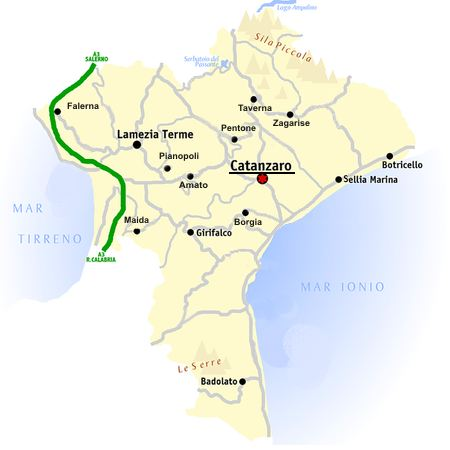 Lago Ampolino
Sila Piccola
A3
SALERNO
Serbatoio del
Passante
Falerna
Taverna
Zagarise
Lamezia Terme
Pentone
Pianopoli
Catanzaro
Botricello
Amato
Sellia Marina
MAR
TIRRENO
Maida
Borgia
Girifalco
A3
R.CALABRIA
MAR IONIO
Le Serre
Badolato